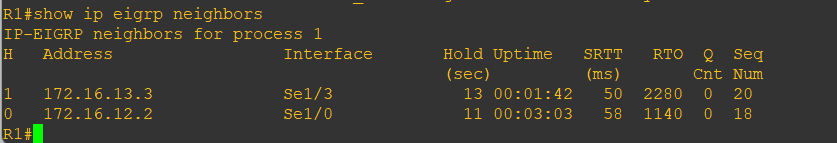 R1#show ip eigrp neighbors
IP-EIGRP neighbors for process 1
H   Address                 Interface       Hold Uptime   SRTT   RTO  Q  Seq
                                            (sec)         (ms)       Cnt Num
1   172.16.13.3             Se1/3             13 00:01:42   50  2280  0  20
0   172.16.12.2             Se1/0             11 00:03:03   58  1140  0  18
R1#